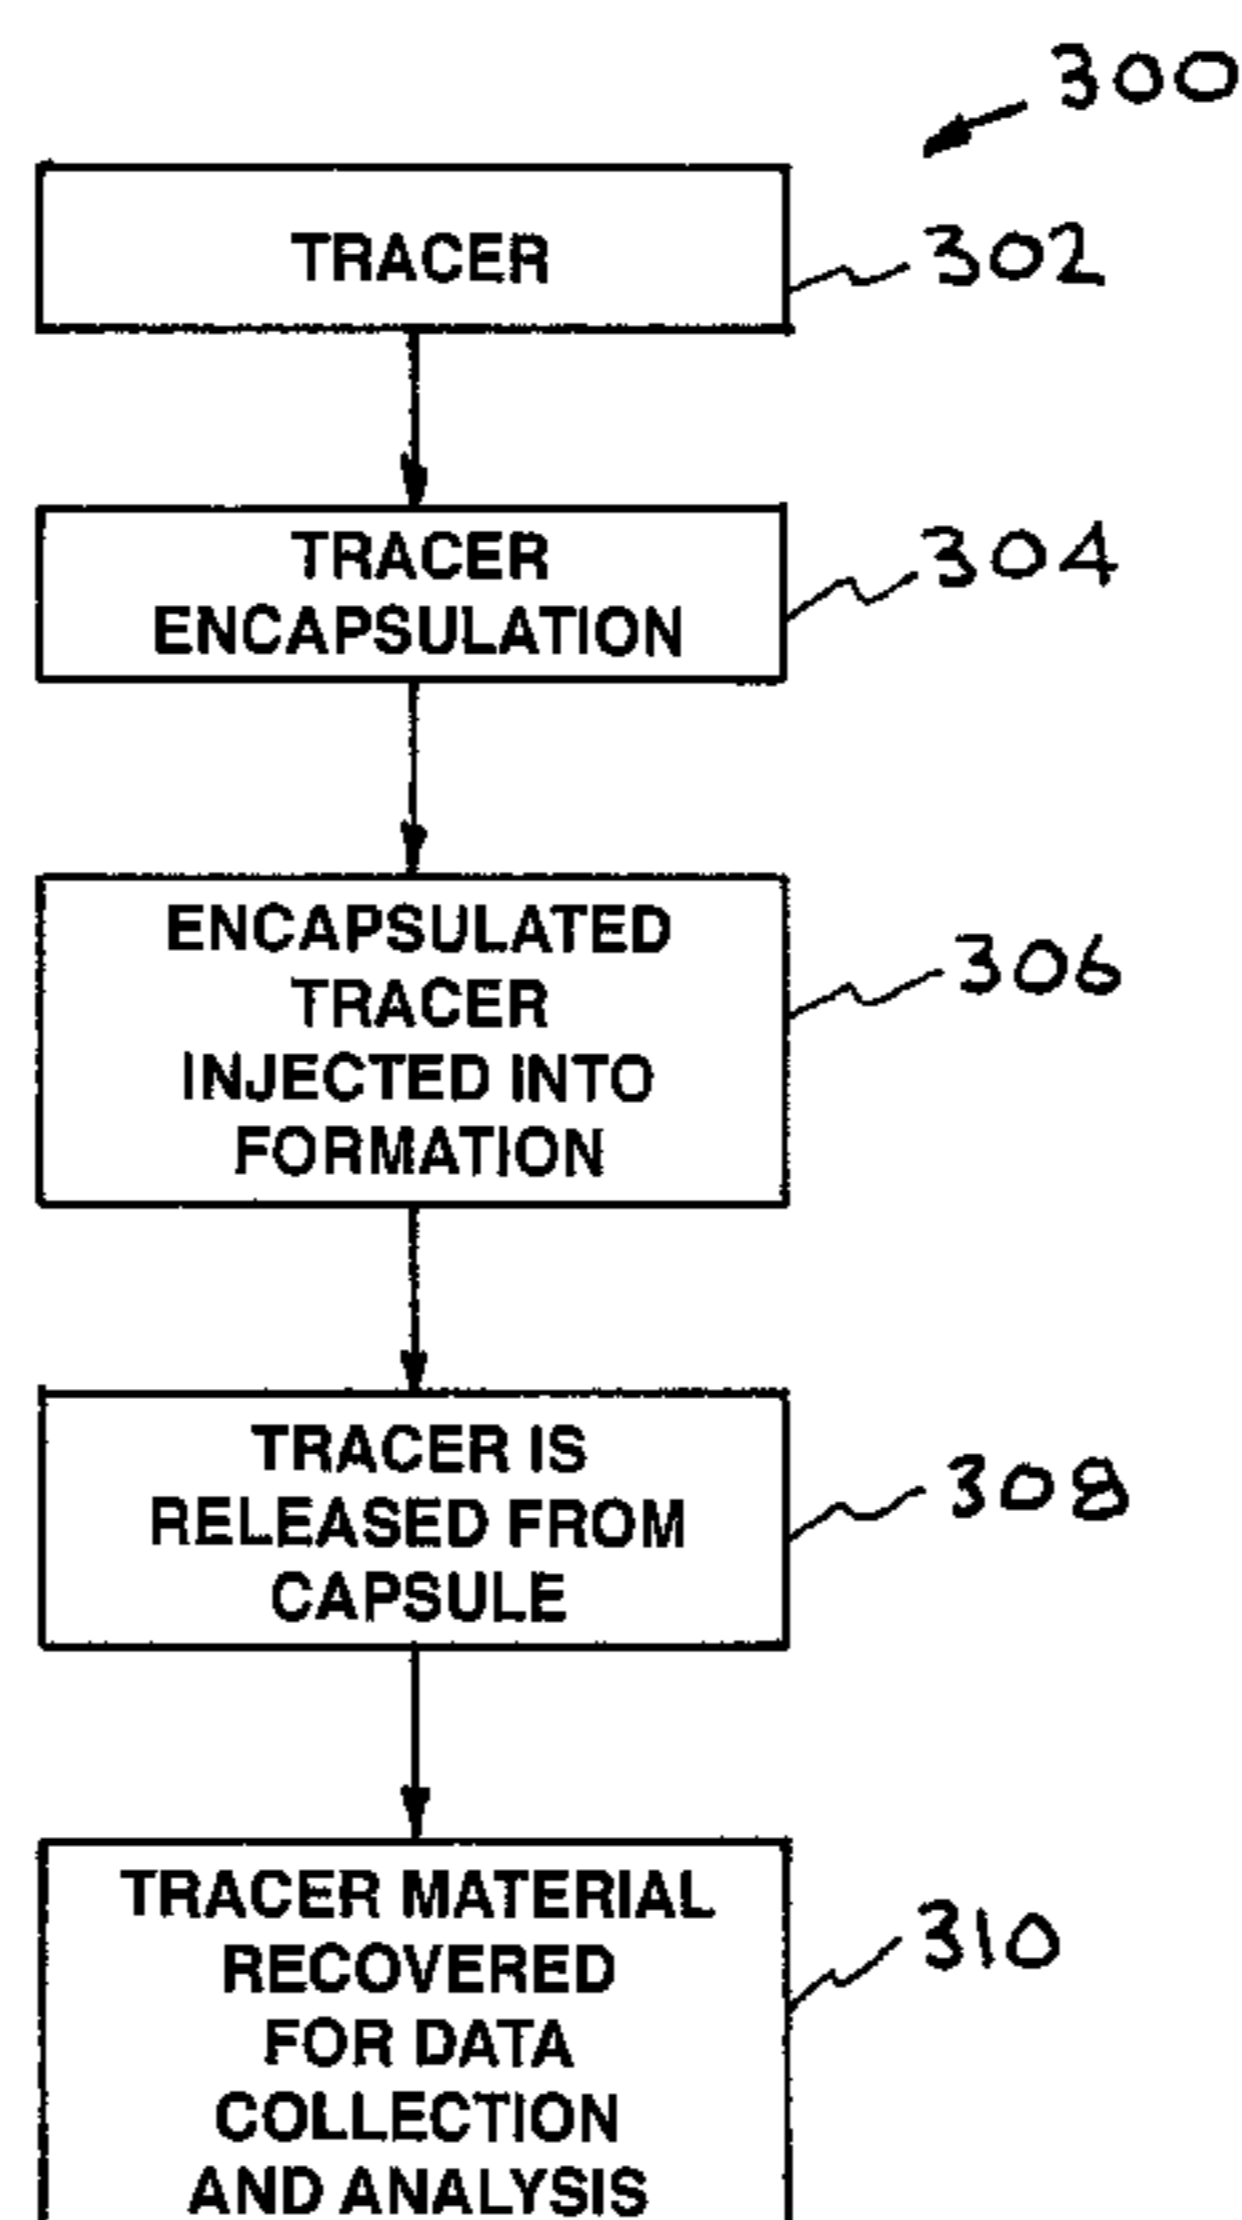 300
TRACER
302
TRACER
ENCAPSULATION
304
ENCAPSULATED
TRACER
INJECTED INTO
FORMATION
306
TRACER IS
RELEASED FROM
CAPSULE
308
TRACER MATERIAL
RECOVERED
FOR DATA
COLLECTION
AND ANALYSIS
310